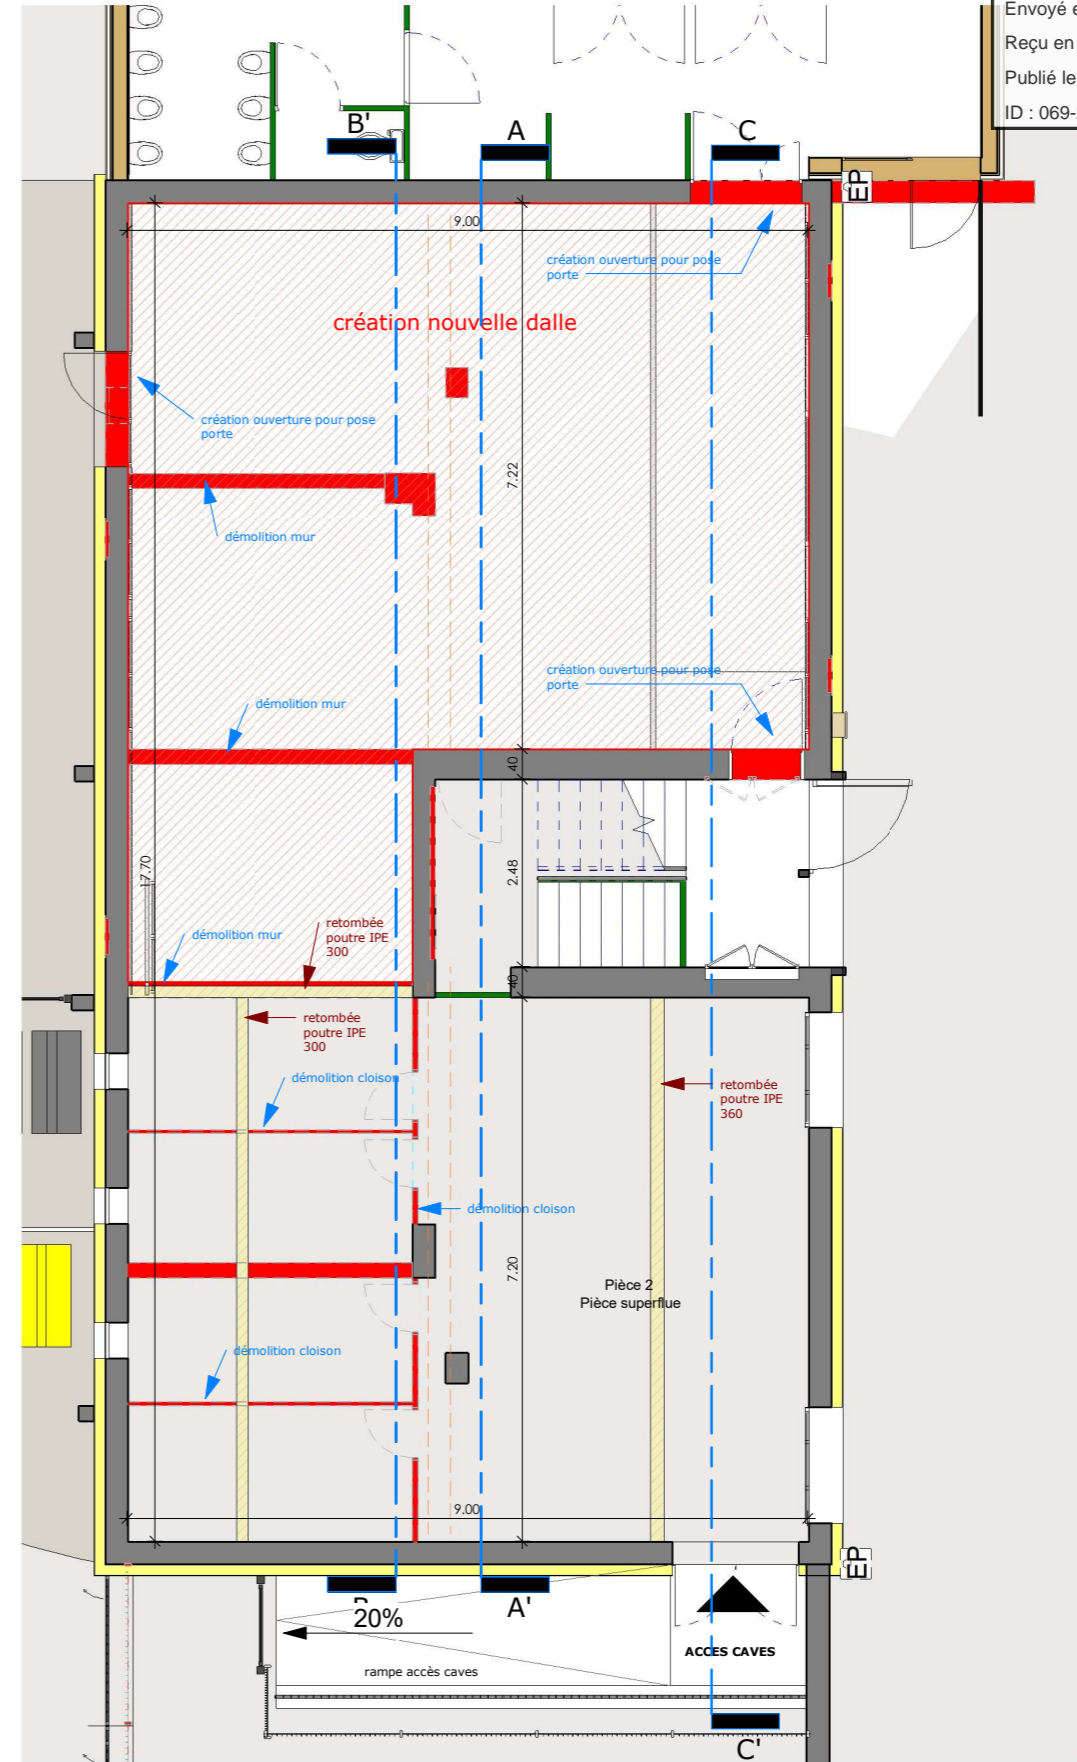 Envoyé e
Reçu en
Publié le
ID : 069-
B'
A
C
EP
9.00
création ouverture pour pose
porte
création nouvelle dalle
création ouverture pour pose
porte
7.22
démolition mur
création ouverture pour pose
porte
démolition mur
40
17.70
2.48
retombée
poutre IPE
300
démolition mur
40
retombée
poutre IPE
300
démolition cloison
retombée
poutre IPE
360
démolition cloison
7.20
Pièce 2
Pièce superflue
démolition cloison
9.00
EP
A'
20%
ACCES CAVES
rampe accès caves
C'